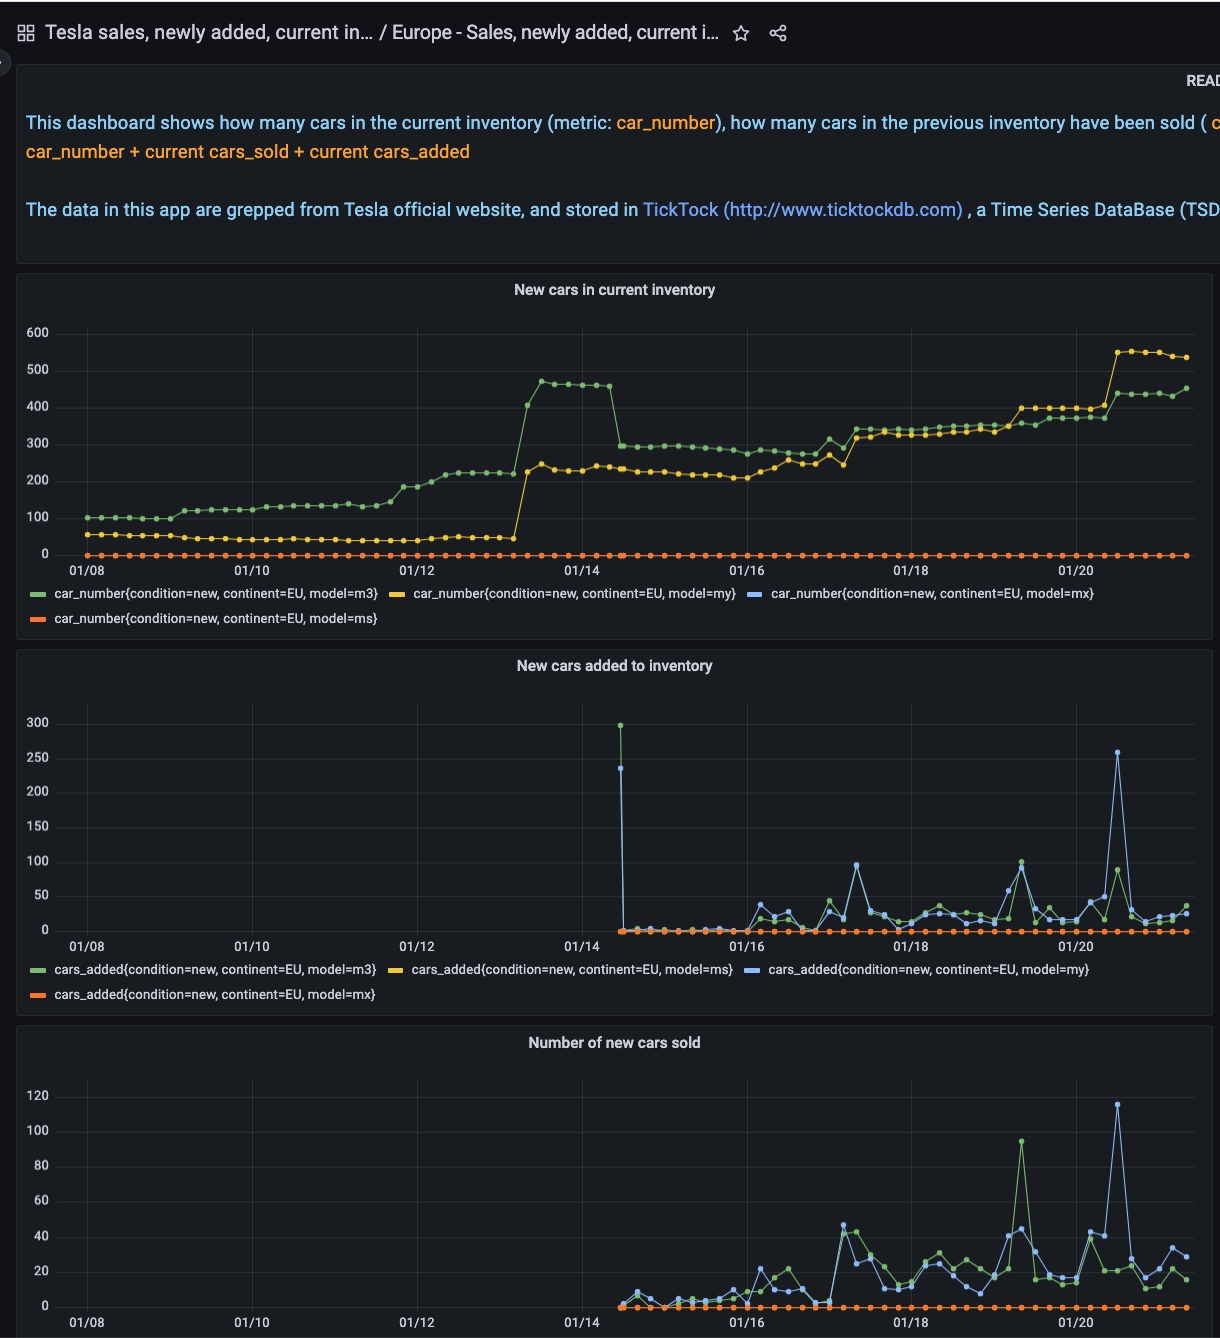 Tesla sales, newly added, current in... / Europe - Sales, newly added, current i...
READ
This dashboard shows how many cars in the current inventory (metric: car_number), how many cars in the previous inventory have been sold ( c
car_number + current cars_sold + current cars_added
The data in this app are grepped from Tesla official website, and stored in TickTock (http://www.ticktockdb.com) , a Time Series DataBase (TSD
New cars in current inventory
600
500
400
300
200
100
0
01/08 01/10 01/12 01/14 01/16 01/18 01/20
car_number{condition=new, continent=EU, model=m3} car_number{condition=new, continent=EU, model=my} car_number{condition=new, continent=EU, model=mx}
car_number{condition=new, continent=EU, model=ms}
New cars added to inventory
300
250
200
150
100
50
0
01/08 01/10 01/12 01/14 01/16 01/18 01/20
cars_added{condition=new, continent=EU, model=m3} cars_added{condition=new, continent=EU, model=ms} cars_added{condition=new, continent=EU, model=my}
cars_added{condition=new, continent=EU, model=mx}
Number of new cars sold
120
100
80
60
40
20
0
01/08 01/10 01/12 01/14 01/16 01/18 01/20